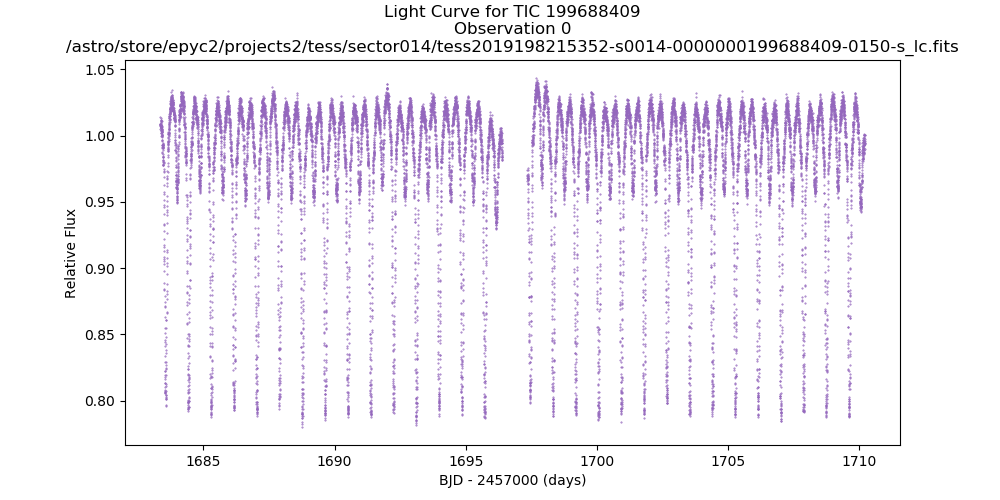 Light Curve for TIC 199688409
Observation 0
/astro/store/epyc2/projects2/tess/sector014/tess2019198215352-s0014-0000000199688409-0150-s_lc.fits
1.05
1.00
0.95
0.90
0.85
0.80
Relative Flux
1685
1690
1695
1700
1705
1710
BJD - 2457000 (days)